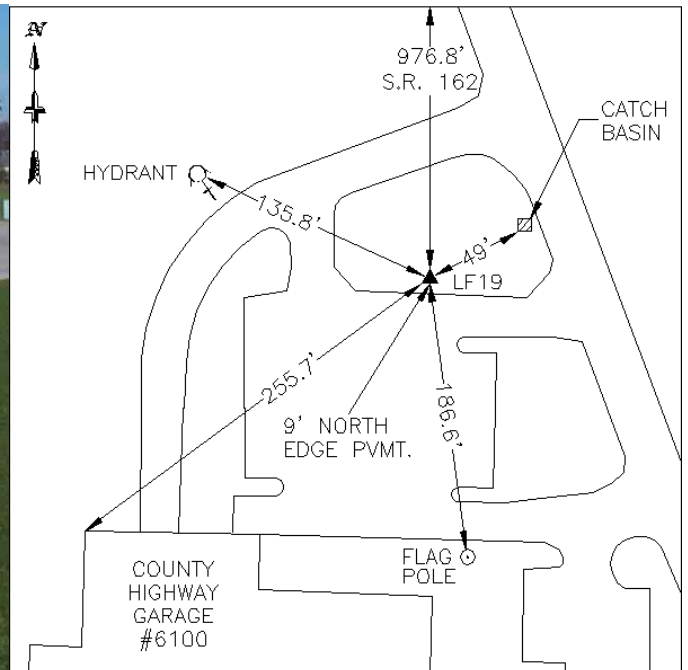 N
976.8'
S.R. 162
CATCH
BASIN
HYDRANT
135.8'
49'
LF19
255.7'
186.6'
9' NORTH
EDGE PVMT.
FLAG
POLE
COUNTY
HIGHWAY
GARAGE
#6100